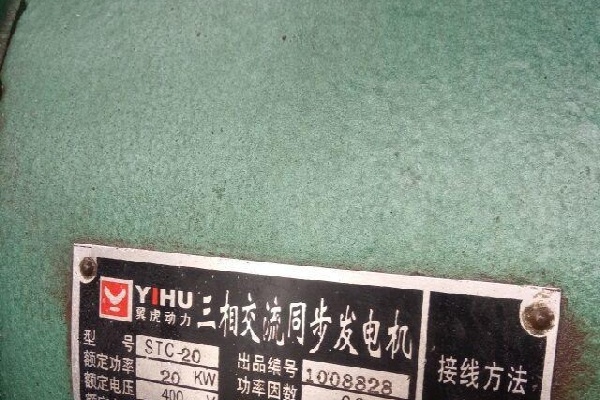 YIHU
翼虎动力
三相交流同步发电机
型 号 STC-20
出品编号 1008828
额定功率 20 KW
功率因数
额定电压 400 V
接线方法